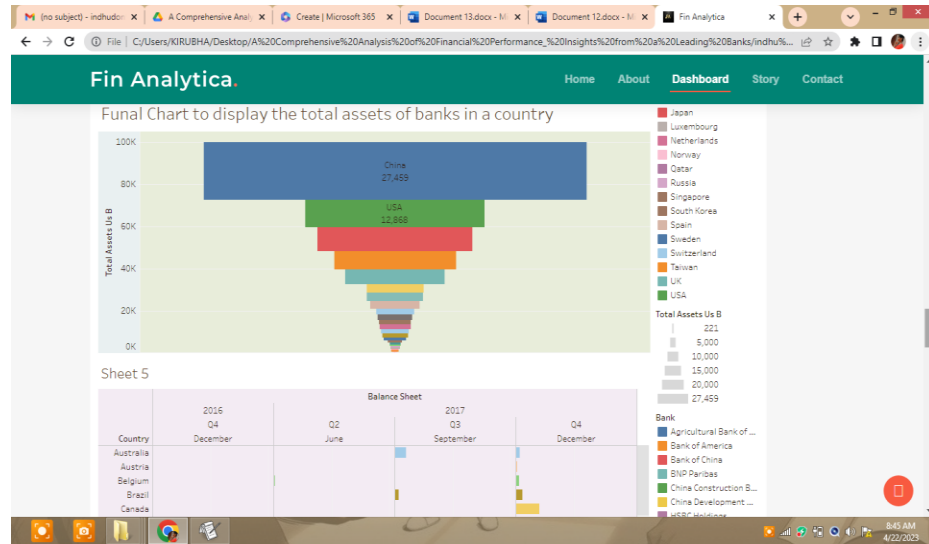 (no subject) - indhudor
A Comprehensive Anal
Create | Microsoft 365
Document 13.docx - M
Document 12.docx - M
Fin Analytica
File | C:/Users/KIRUBHA/Desktop/A%20Comprehensive%20Analysis%20of%20Financial%20Performance_%20Insights%20from%20a%20Leading%20Banks/indhu%...
Fin Analytica.
Home About Dashboard Story Contact
Funal Chart to display the total assets of banks in a country
100K
80K
60K
40K
20K
0K
Total Assets Us B
China
27,459
USA
12,868
Japan
Luxembourg
Netherlands
Norway
Qatar
Russia
Singapore
South Korea
Spain
Sweden
Switzerland
Taiwan
UK
USA
Total Assets Us B
221
5,000
10,000
15,000
20,000
27,459
Bank
Agricultural Bank of ...
Bank of America
Bank of China
BNP Paribas
China Construction B...
China Development ...
HSBC Holdings
Sheet 5
Balance Sheet
2016 2017
Q4 Q2 Q3 Q4
Country December June September December
Australia
Austria
Belgium
Brazil
Canada
8:45 AM
4/22/2023